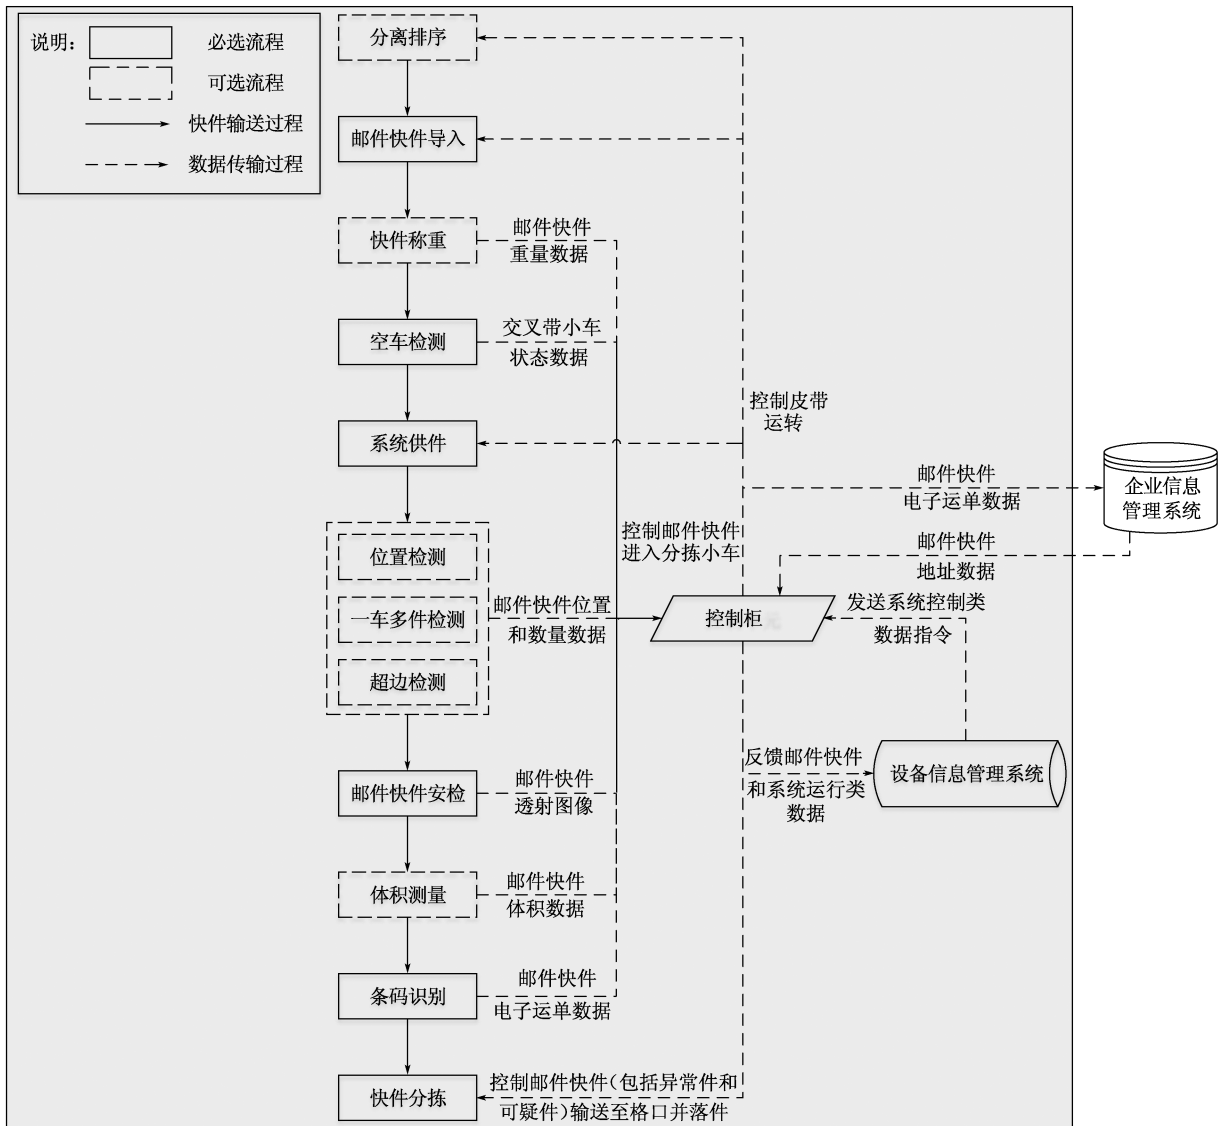 说明：
必选流程
可选流程
快件输送过程
数据传输过程
分离排序
邮件快件导入
快件称重
邮件快件
重量数据
空车检测
交叉带小车
状态数据
控制皮带
运转
系统供件
邮件快件
电子运单数据
企业信息
管理系统
控制邮件快件
进入分拣小车
邮件快件
地址数据
位置检测
一车多件检测
超边检测
邮件快件位置
和数量数据
控制柜
发送系统控制类
数据指令
反馈邮件快件
和系统运行类
数据
设备信息管理系统
邮件快件安检
邮件快件
透射图像
体积测量
邮件快件
体积数据
条码识别
邮件快件
电子运单数据
快件分拣
控制邮件快件（包括异常件和
可疑件）输送至格口并落件